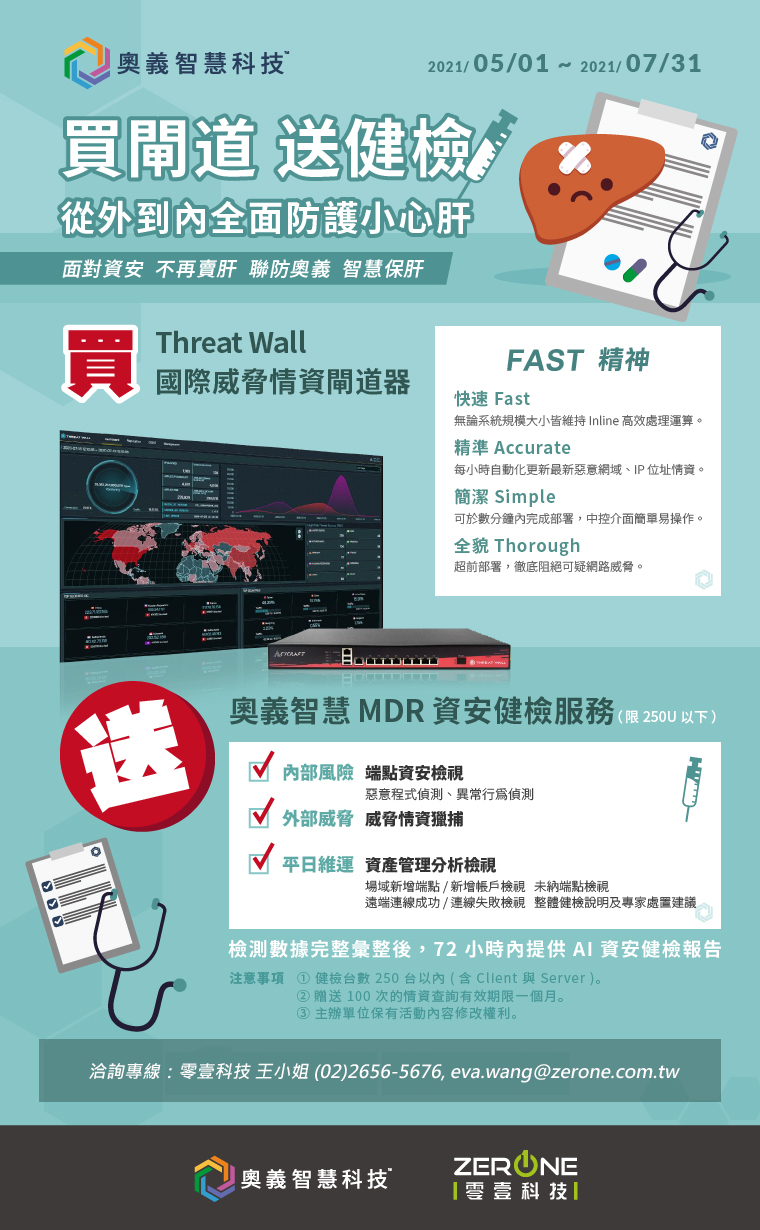 奧義智慧科技™
2021/ 05/01 ~ 2021/ 07/31
買閘道 送健檢
從外到內全面防護小心肝
面對資安 不再賣肝 聯防奧義 智慧保肝
買
Threat Wall
國際威脅情資閘道器
FAST 精神
快速 Fast
無論系統規模大小皆維持 Inline 高效處理運算。
精準 Accurate
每小時自動化更新最新惡意網域、IP 位址情資。
簡潔 Simple
可於數分鐘內完成部署，中控介面簡單易操作。
全貌 Thorough
超前部署，徹底阻絕可疑網路威脅。
THREAT WALL
CYCRAFT
THREAT WALL
送
奧義智慧 MDR 資安健檢服務（限 250U 以下）
內部風險 端點資安檢視
惡意程式偵測、異常行為偵測
外部威脅 威脅情資獵捕
平日維運 資產管理分析檢視
場域新增端點 / 新增帳戶檢視 未納端點檢視
遠端連線成功 / 連線失敗檢視 整體健檢說明及專家處置建議
檢測數據完整彙整後，72 小時內提供 AI 資安健檢報告
注意事項 ① 健檢台數 250 台以內 ( 含 Client 與 Server )。
② 贈送 100 次的情資查詢有效期限一個月。
③ 主辦單位保有活動內容修改權利。
洽詢專線：零壹科技 王小姐 (02)2656-5676, eva.wang@zerone.com.tw
奧義智慧科技™
ZERONE
零壹科技